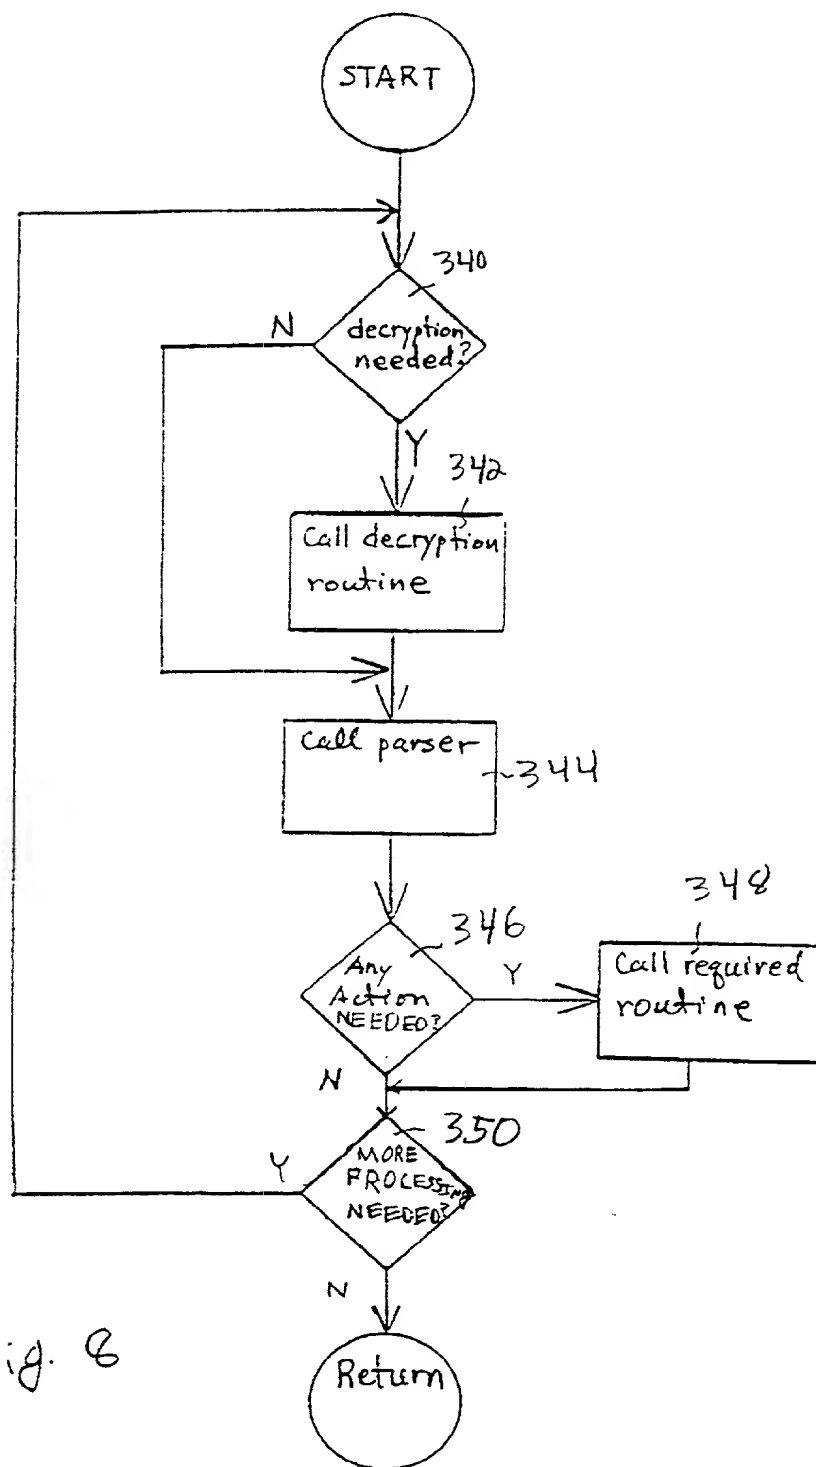 START
340
N
decryption
needed?
Y
342
Call decryption
routine
Call parser
344
346
348
Any
Action
NEEDED?
Y
Call required
routine
N
350
MORE
PROCESSING
NEEDED?
Y
N
ig. 8
Return